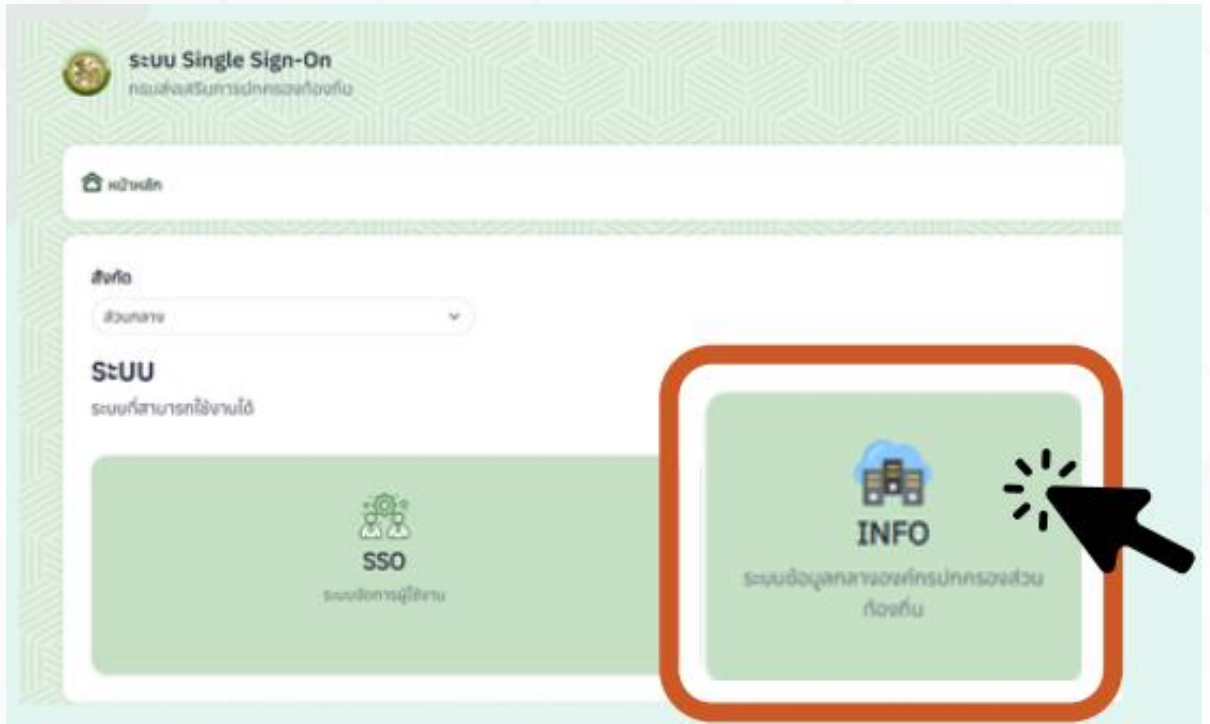 ระบบ Single Sign-On
กรมส่งเสริมการปกครองท้องถิ่น
หน้าหลัก
สังกัด
ส่วนกลาง
ระบบ
ระบบที่สามารถใช้งานได้
SSO
ระบบจัดการผู้ใช้งาน
INFO
ระบบข้อมูลกลางองค์กรปกครองส่วน
ท้องถิ่น